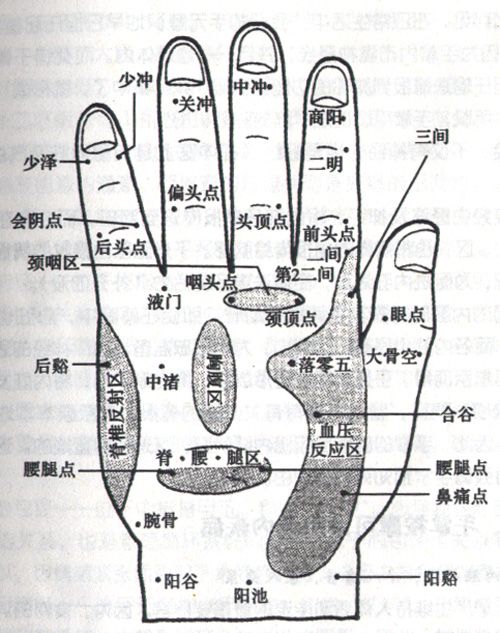 少冲
关冲
中冲
商阳
少泽
二明
三间
偏头点
会阴点
后头点
头顶点
前头点
颈咽区
二间
咽头点
第2二间
液门
颈顶点
眼点
后谿
中渚
胸腹区
落零五
大骨空
脊椎反射区
血压
反应区
合谷
腰腿点
脊·腰·腿区
腰腿点
鼻痛点
腕骨
阳谷
阳池
阳谿